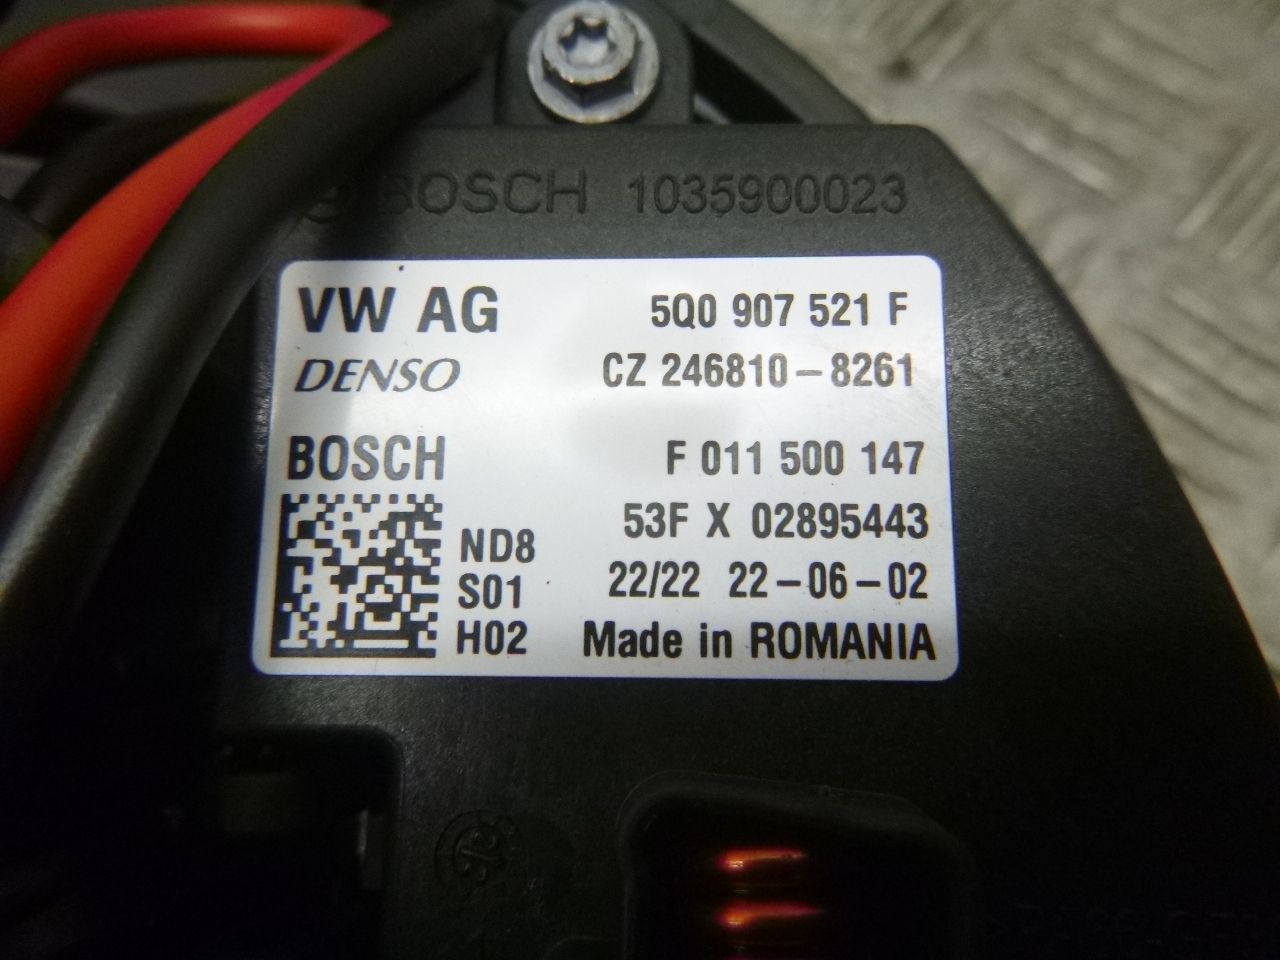 BOSCH 1035900023
VW AG 5Q0 907 521 F
DENSO CZ 246810-8261
BOSCH F 011 500 147
53F X 02895443
ND8
S01 22/22 22-06-02
H02 Made in ROMANIA